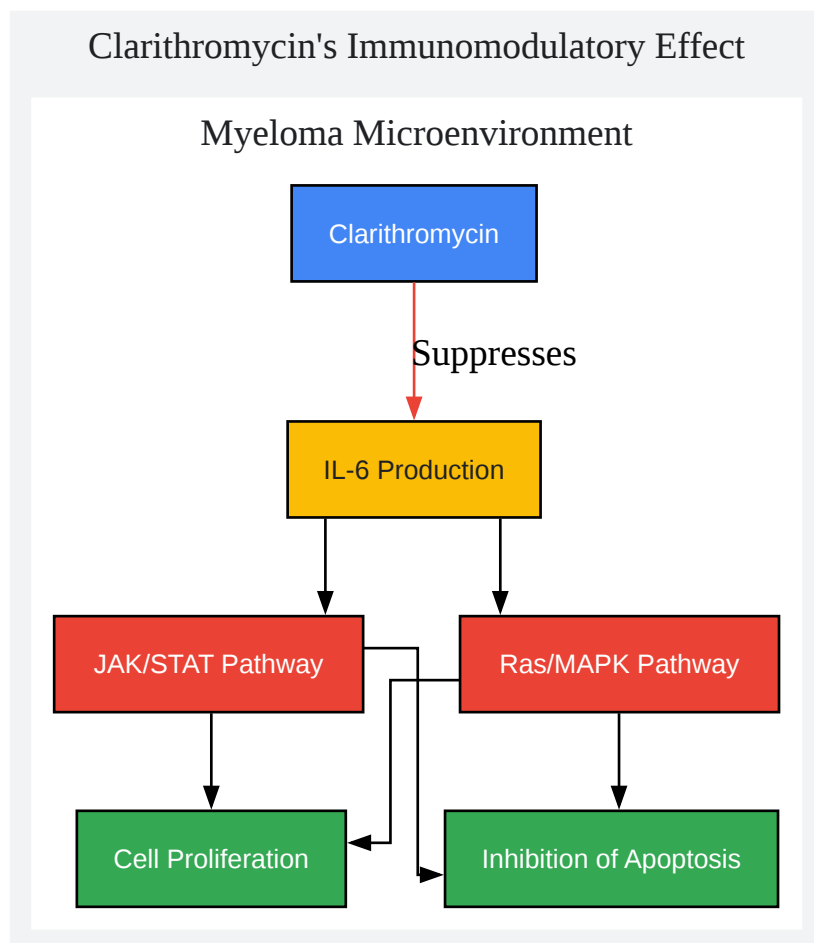 Clarithromycin's Immunomodulatory Effect
Myeloma Microenvironment
Clarithromycin
Suppresses
IL-6 Production
JAK/STAT Pathway
Ras/MAPK Pathway
Cell Proliferation
Inhibition of Apoptosis